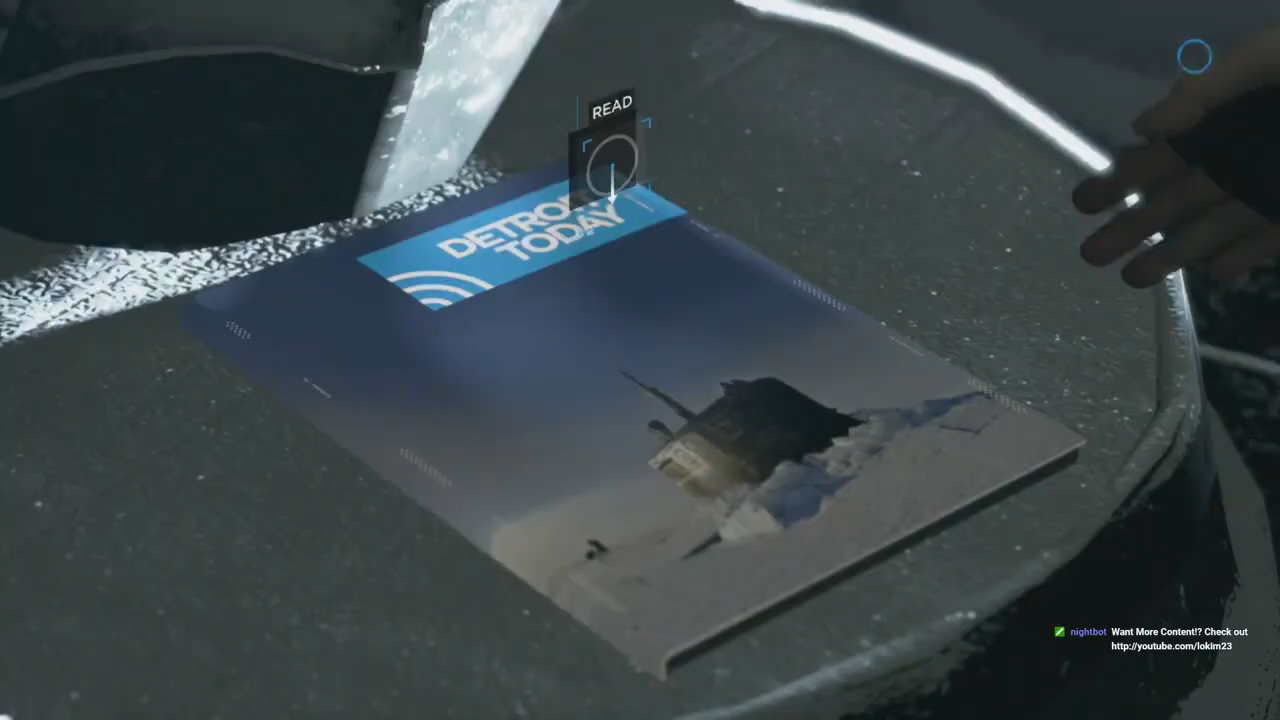 READ
DETROIT
TODAY
nightbot Want More Content!? Check out
http://youtube.com/lokim23